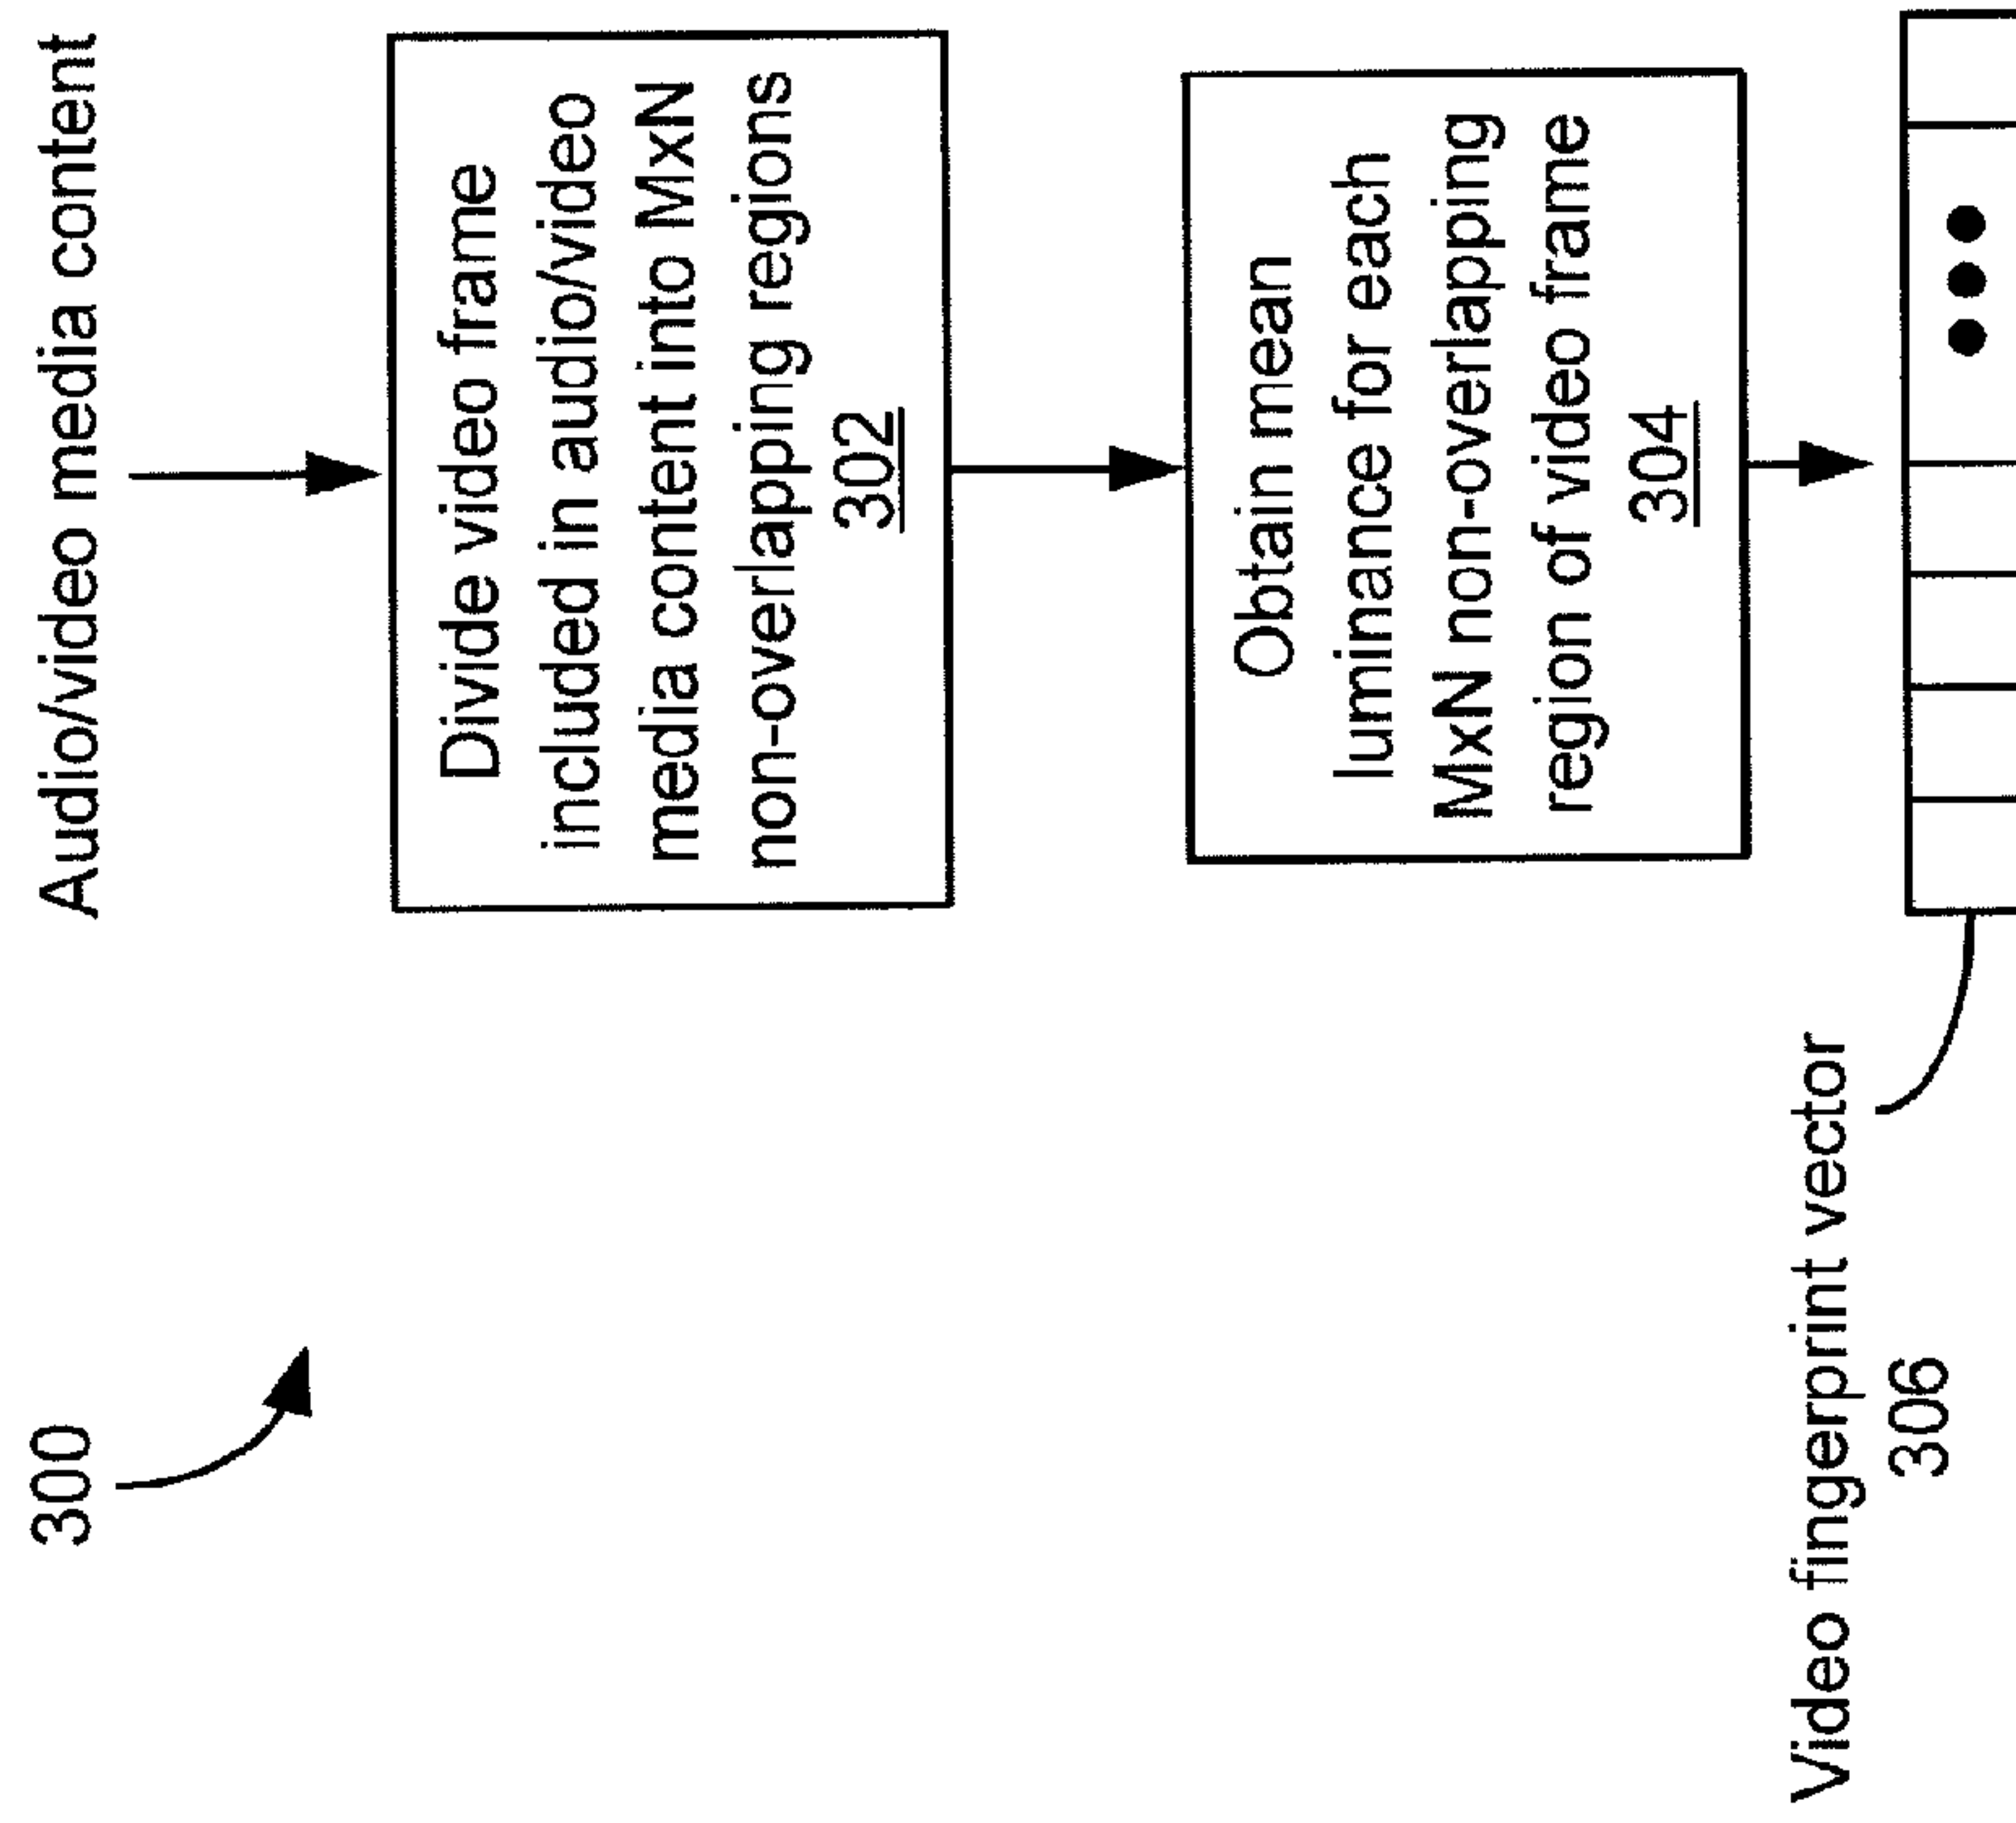 300
Audio/video media content
Divide video frame
included in audio/video
media content into MxN
non-overlapping regions
302
Obtain mean
luminance for each
MxN non-overlapping
region of video frame
304
Video fingerprint vector
306